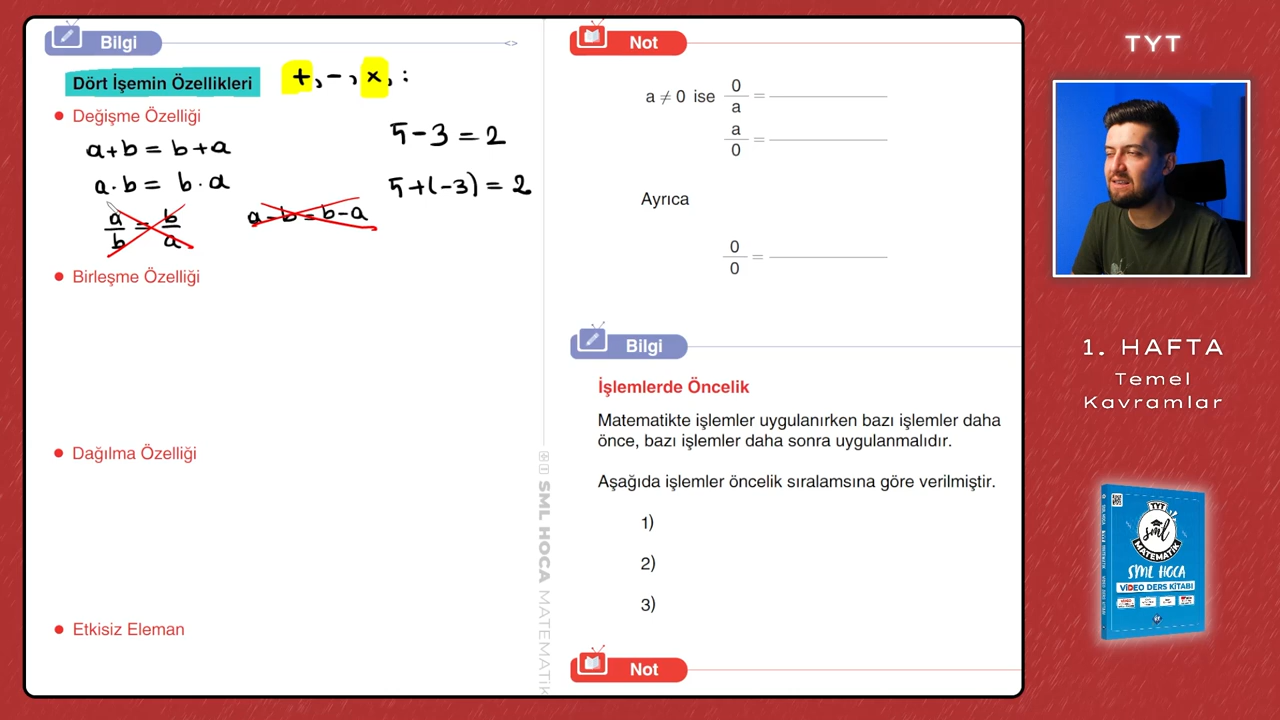 Bilgi
Dört İşemin Özellikleri +, -, x, :
Değişme Özelliği
a+b = b+a
a·b = b·a
a/b = b/a
a-b=b-a
5-3=2
5+(-3)=2
Birleşme Özelliği
Dağılma Özelliği
Etkisiz Eleman
SML HOCA MATEMATİK
Not
a ≠ 0 ise 0/a =
a/0 =
Ayrıca
0/0 =
Bilgi
İşlemlerde Öncelik
Matematikte işlemler uygulanırken bazı işlemler daha
önce, bazı işlemler daha sonra uygulanmalıdır.
Aşağıda işlemler öncelik sıralamsına göre verilmiştir.
1)
2)
3)
Not
TYT
1. HAFTA
Temel
Kavramlar
TYT
sml
MATEMATİK
SML HOCA
VİDEO DERS KİTABI